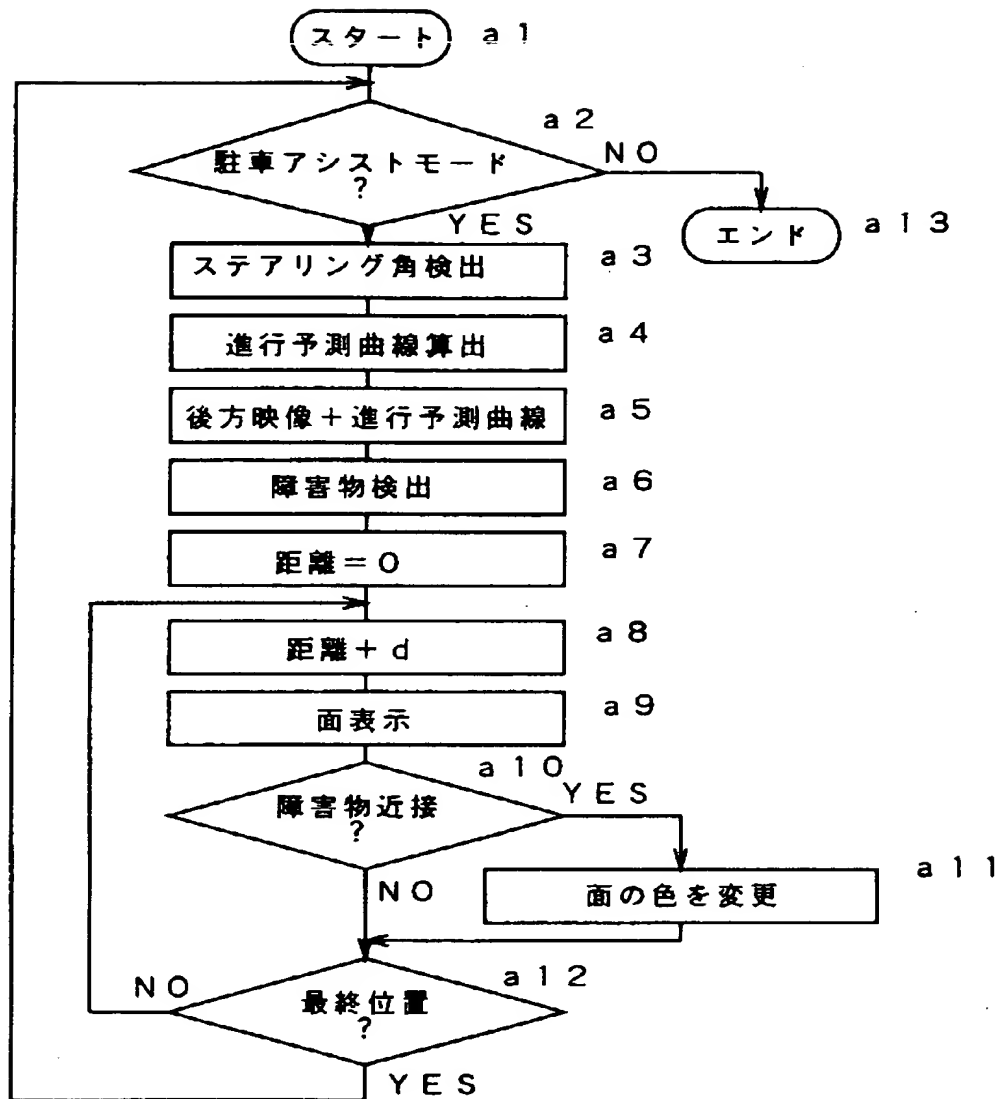 スタート a1
a2
駐車アシストモード NO
?
YES
エンド a13
ステアリング角検出 a3
進行予測曲線算出 a4
後方映像+進行予測曲線 a5
障害物検出 a6
距離=0 a7
距離+d a8
面表示 a9
a10
障害物近接 YES
?
NO
面の色を変更 a11
a12
NO 最終位置
?
YES